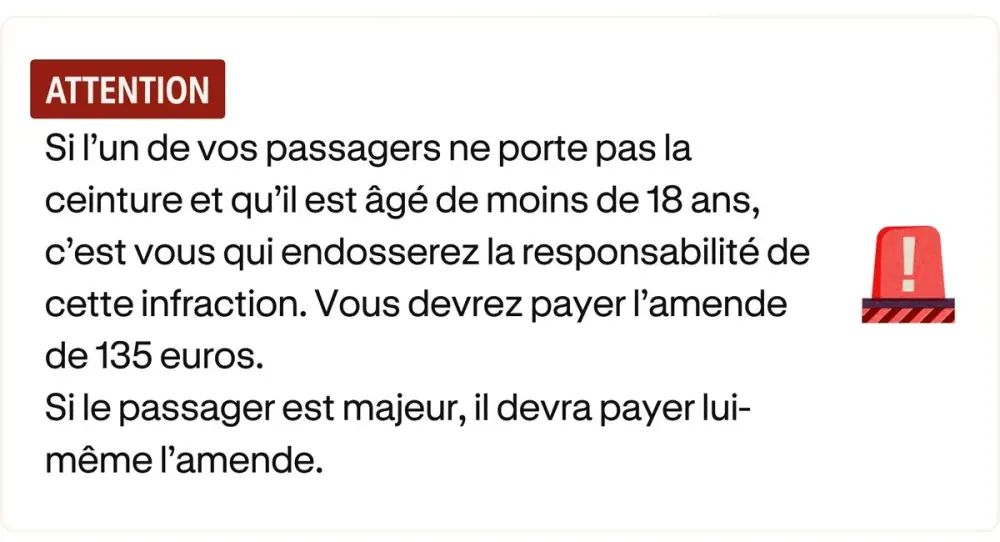 ATTENTION
Si l’un de vos passagers ne porte pas la
ceinture et qu’il est âgé de moins de 18 ans,
c’est vous qui endosserez la responsabilité de
cette infraction. Vous devrez payer l’amende
de 135 euros.
Si le passager est majeur, il devra payer lui-
même l’amende.